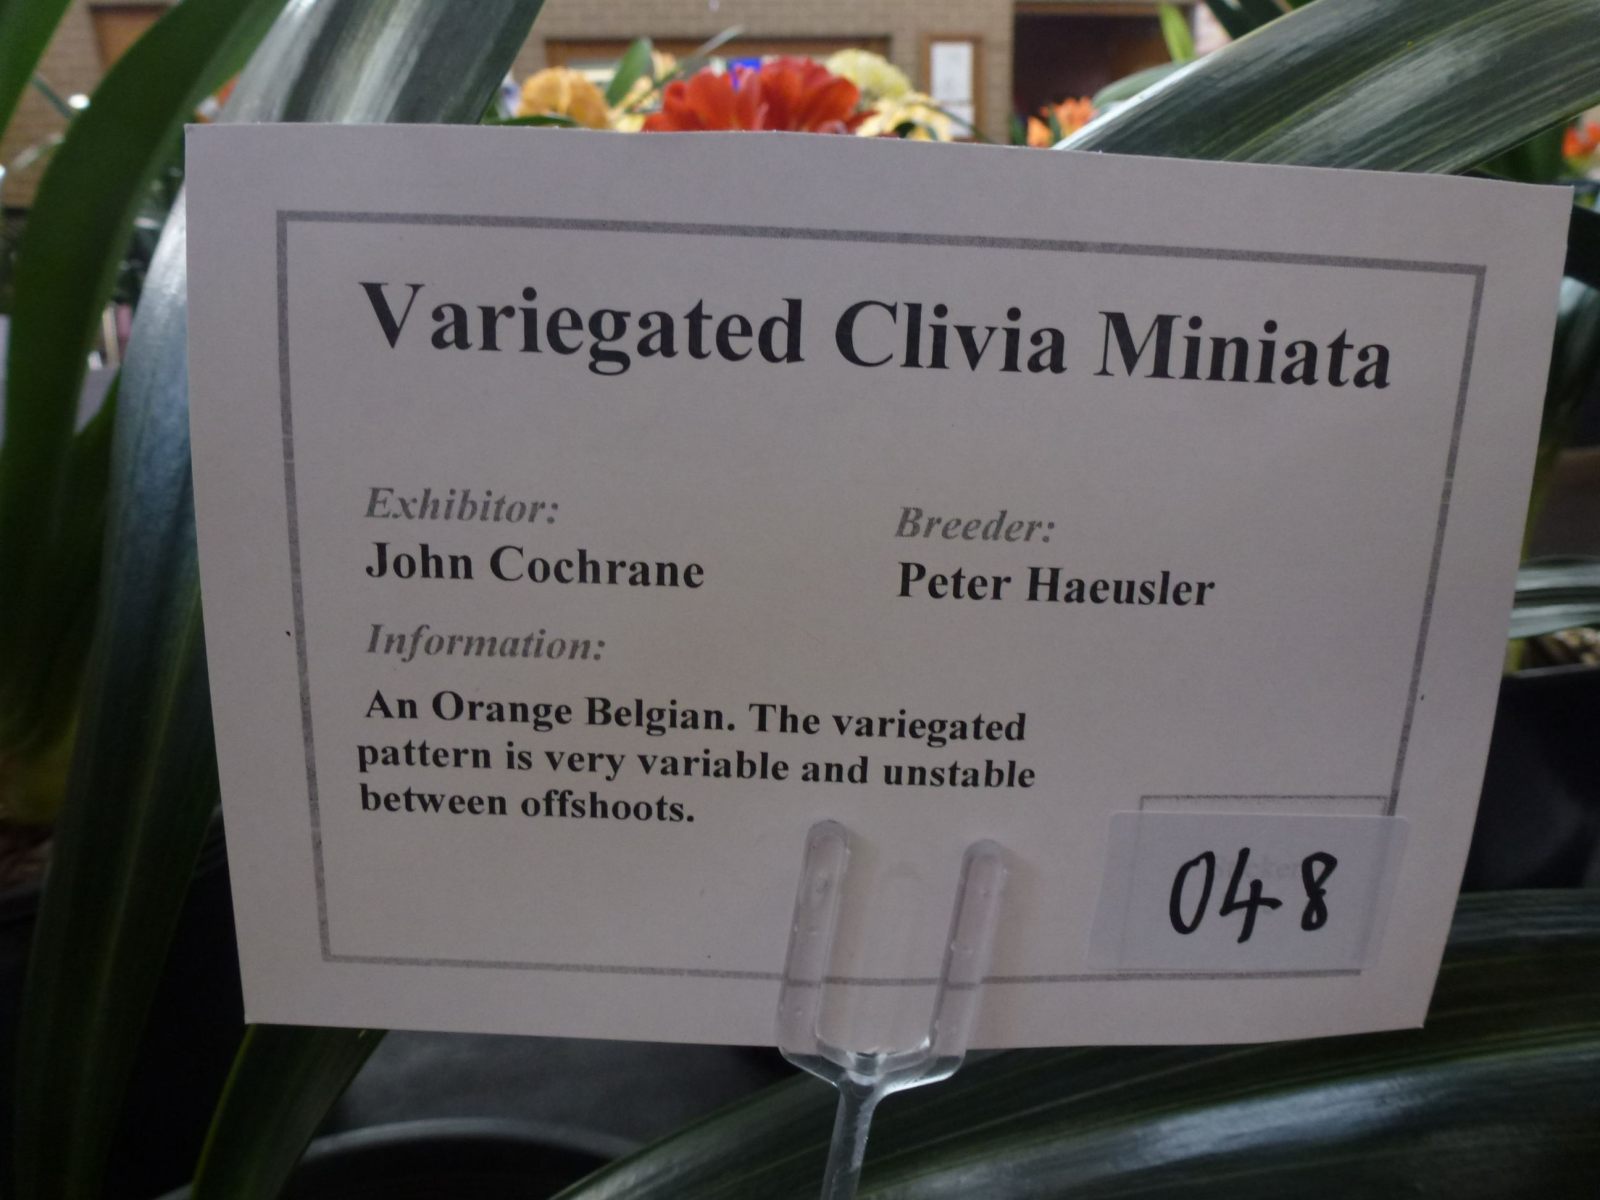 Variegated Clivia Miniata
Exhibitor:
John Cochrane
Breeder:
Peter Haeusler
Information:
An Orange Belgian. The variegated
pattern is very variable and unstable
between offshoots.
048